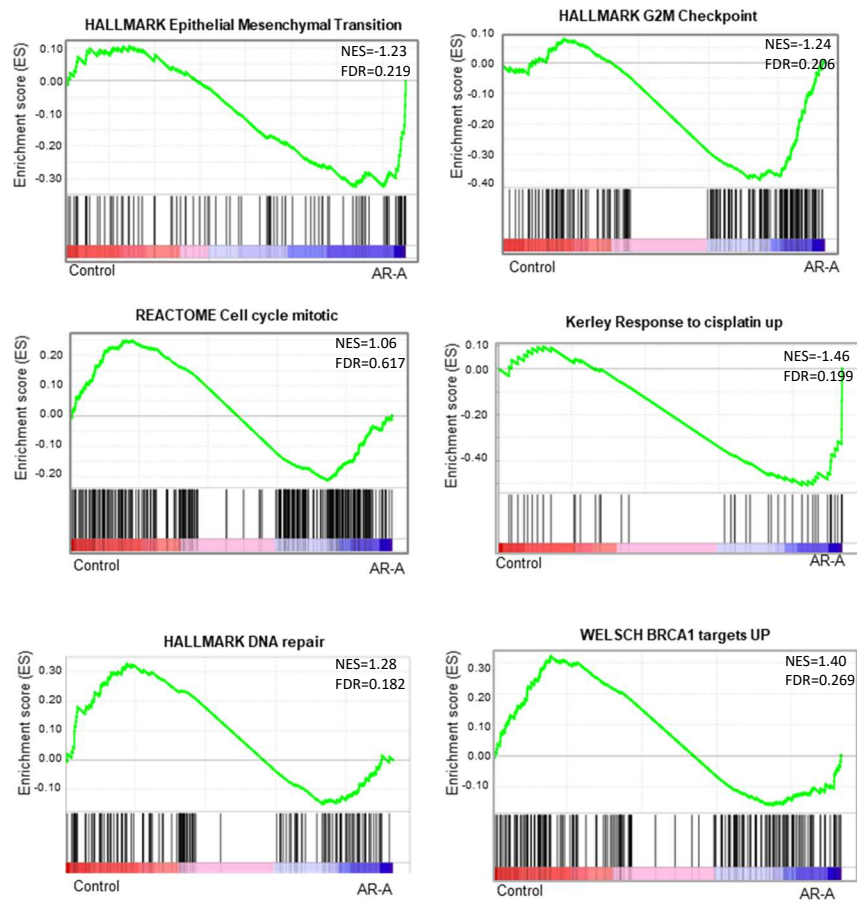 HALLMARK Epithelial Mesenchymal Transition
NES=-1.23
FDR=0.219
Enrichment score (ES)
0.10
0.00
-0.10
-0.20
-0.30
Control
AR-A
HALLMARK G2M Checkpoint
NES=-1.24
FDR=0.206
Enrichment score (ES)
0.10
0.00
-0.10
-0.20
-0.30
-0.40
Control
AR-A
REACTOME Cell cycle mitotic
NES=1.06
FDR=0.617
Enrichment score (ES)
0.20
0.10
0.00
-0.10
-0.20
Control
AR-A
Kerley Response to cisplatin up
NES=-1.46
FDR=0.199
Enrichment score (ES)
0.10
0.00
-0.20
-0.40
Control
AR-A
HALLMARK DNA repair
NES=1.28
FDR=0.182
Enrichment score (ES)
0.30
0.20
0.10
0.00
-0.10
Control
AR-A
WELSCH BRCA1 targets UP
NES=1.40
FDR=0.269
Enrichment score (ES)
0.30
0.20
0.10
0.00
-0.10
Control
AR-A